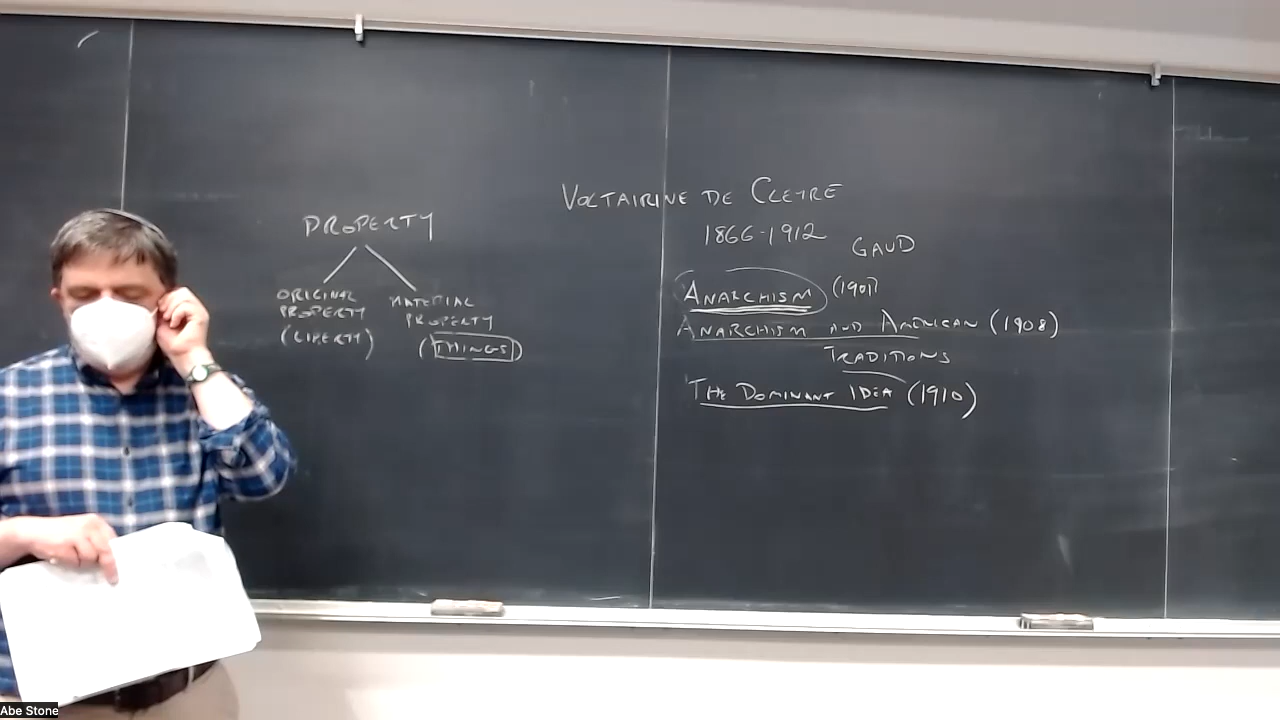 PROPERTY
ORIGINAL PROPERTY (LIBERTY)
MATERIAL PROPERTY (THINGS)
VOLTAIRINE DE CLEYRE
1866-1912
GAUD
ANARCHISM (1901)
ANARCHISM AND AMERICAN (1908)
TRADITIONS
THE DOMINANT IDEA (1910)
Abe Stone